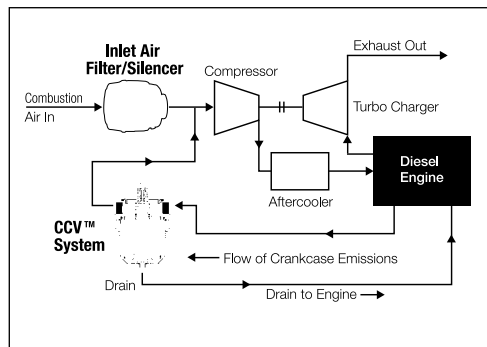 Exhaust Out
Inlet Air
Filter/Silencer
Compressor
Combustion
Air In
Turbo Charger
Diesel
Engine
Aftercooler
CCV™
System
Flow of Crankcase Emissions
Drain
Drain to Engine